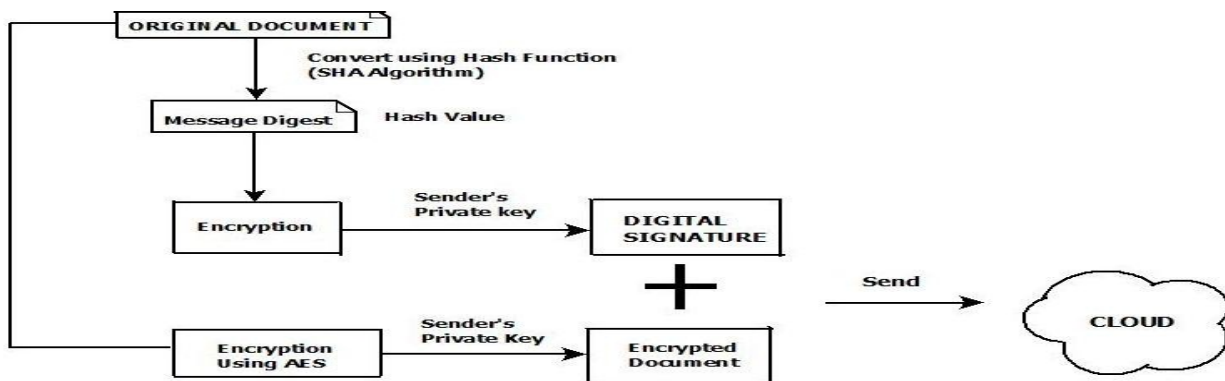 ORIGINAL DOCUMENT
Convert using Hash Function
(SHA Algorithm)
Message Digest
Hash Value
Encryption
Sender's
Private key
DIGITAL
SIGNATURE
Send
CLOUD
Encryption
Using AES
Sender's
Private Key
Encrypted
Document